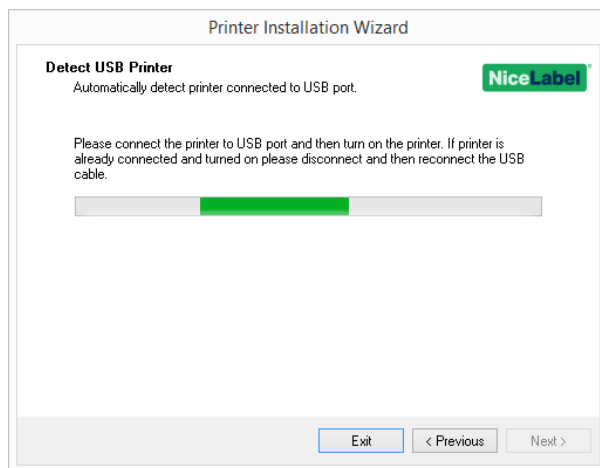 Printer Installation Wizard
Detect USB Printer
Automatically detect printer connected to USB port.
NiceLabel
Please connect the printer to USB port and then turn on the printer. If printer is
already connected and turned on please disconnect and then reconnect the USB
cable.
Exit
< Previous
Next >